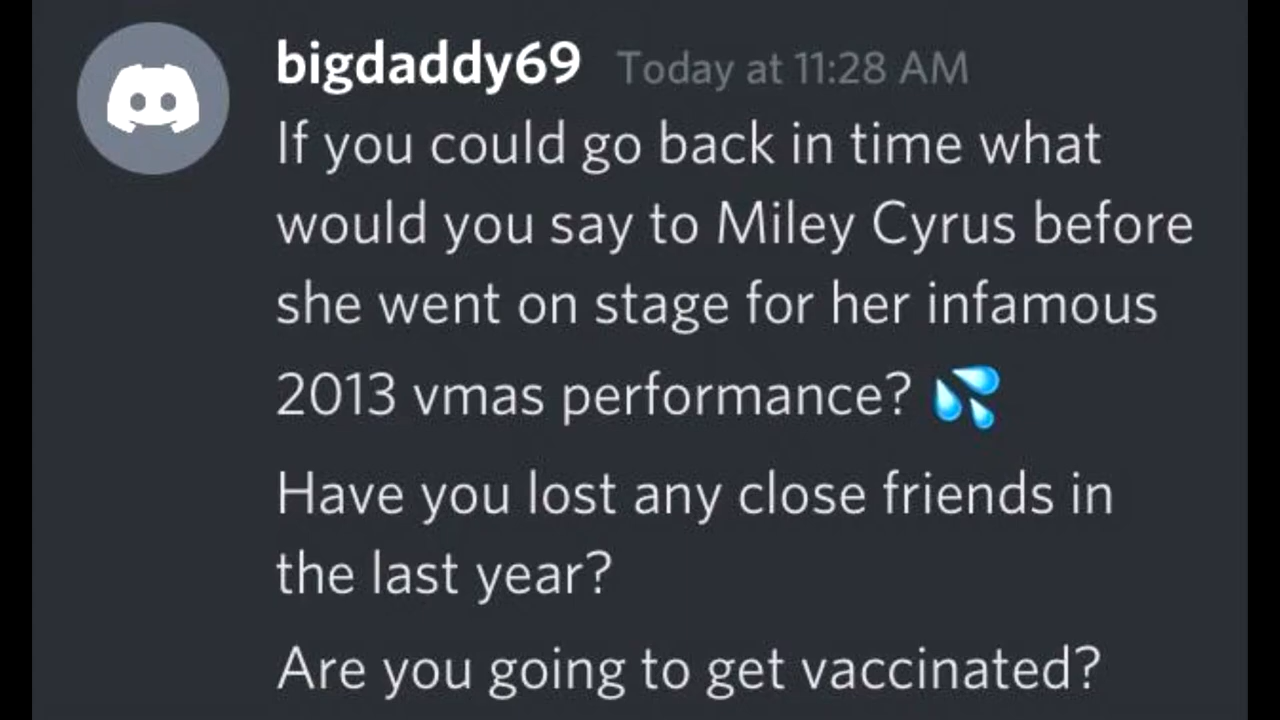 bigdaddy69 Today at 11:28 AM
If you could go back in time what
would you say to Miley Cyrus before
she went on stage for her infamous
2013 vmas performance? 💦
Have you lost any close friends in
the last year?
Are you going to get vaccinated?